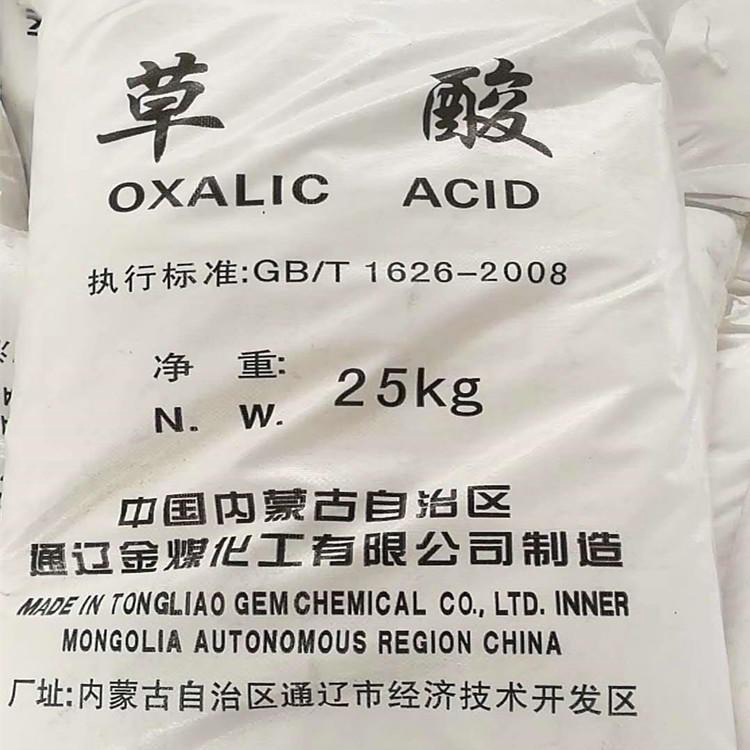 草 酸
OXALIC ACID
执行标准:GB/T 1626-2008
净 重: 25kg
N. W.
中国内蒙古自治区
通辽金煤化工有限公司制造
MADE IN TONGLIAO GEM CHEMICAL CO., LTD. INNER
MONGOLIA AUTONOMOUS REGION CHINA
厂址:内蒙古自治区通辽市经济技术开发区